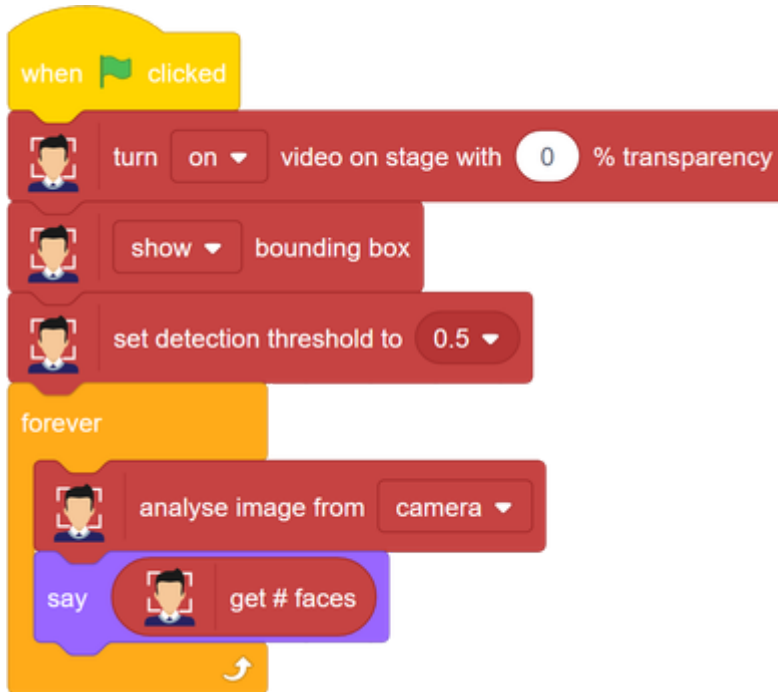 when clicked
turn on video on stage with 0 % transparency
show bounding box
set detection threshold to 0.5
forever
analyse image from camera
say get # faces